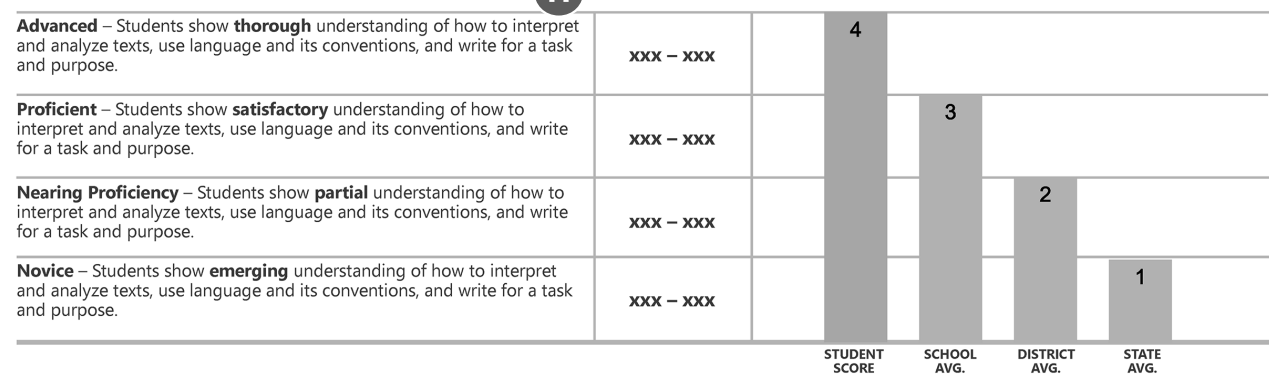 Advanced – Students show thorough understanding of how to interpret
and analyze texts, use language and its conventions, and write for a task
and purpose.
xxx – xxx
Proficient – Students show satisfactory understanding of how to
interpret and analyze texts, use language and its conventions, and write
for a task and purpose.
xxx – xxx
Nearing Proficiency – Students show partial understanding of how to
interpret and analyze texts, use language and its conventions, and write
for a task and purpose.
xxx – xxx
Novice – Students show emerging understanding of how to interpret
and analyze texts, use language and its conventions, and write for a task
and purpose.
xxx – xxx
4
3
2
1
STUDENT
SCORE
SCHOOL
AVG.
DISTRICT
AVG.
STATE
AVG.